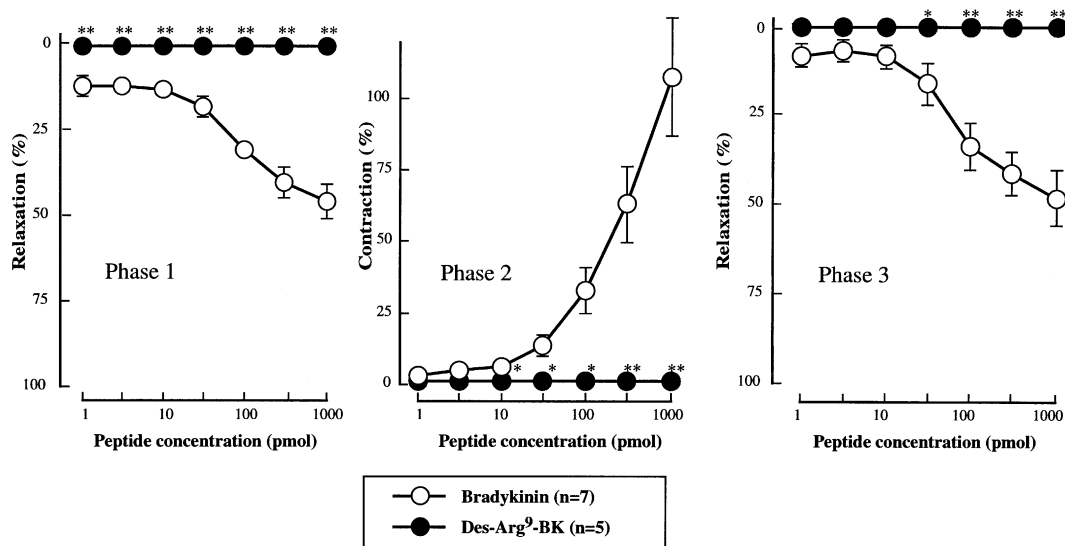 ** ** ** ** ** ** **
0
25
50
75
100
Relaxation (%)
Phase 1
1 10 100 1000
Peptide concentration (pmol)
100
75
50
25
0
Contraction (%)
Phase 2
* * * ** **
1 10 100 1000
Peptide concentration (pmol)
* ** ** **
0
25
50
75
100
Relaxation (%)
Phase 3
1 10 100 1000
Peptide concentration (pmol)
Bradykinin (n=7)
Des-Arg⁹-BK (n=5)